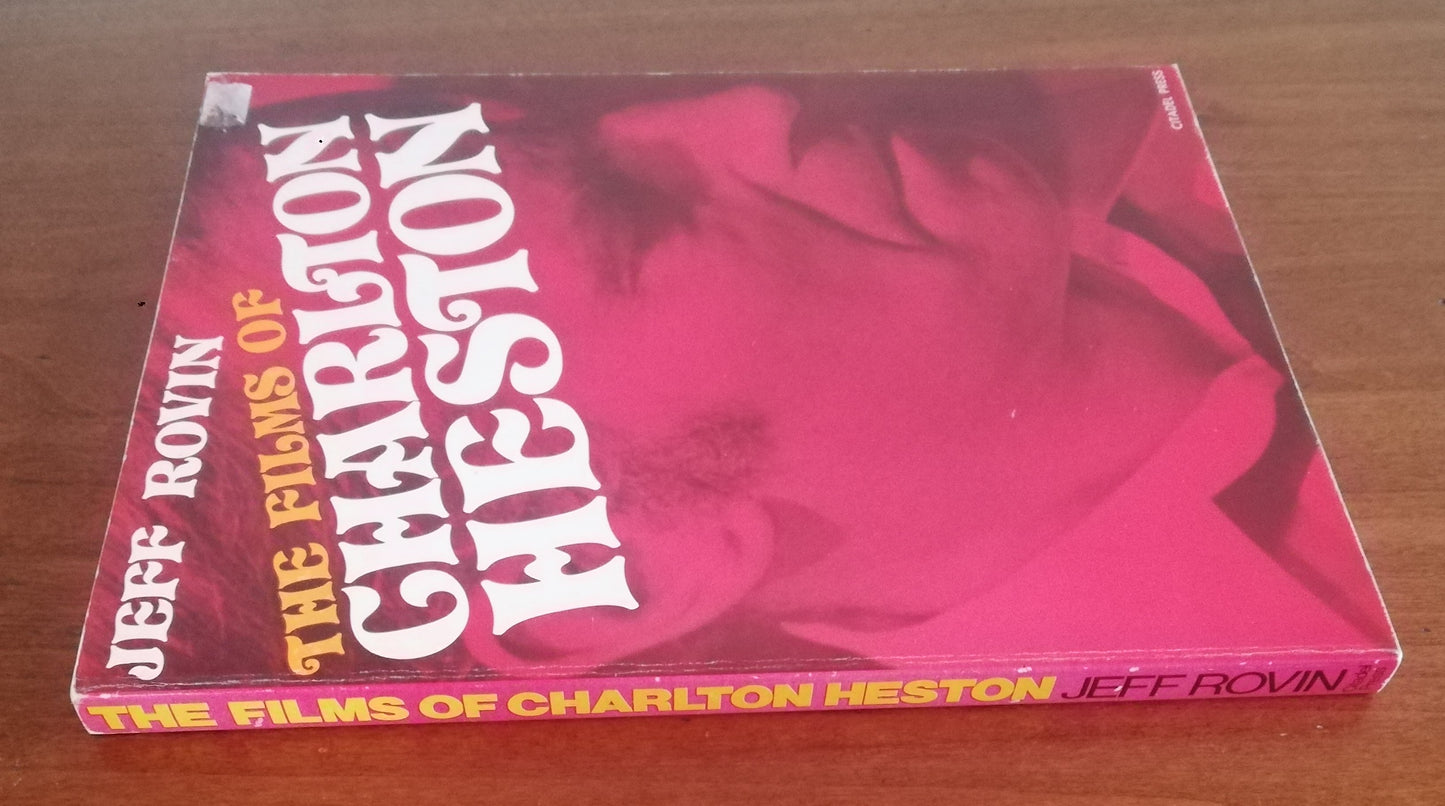 JEFF ROVIN
THE FILMS OF
CHARLTON
HESTON
CITADEL PRESS
THE FILMS OF CHARLTON HESTON JEFF ROVIN